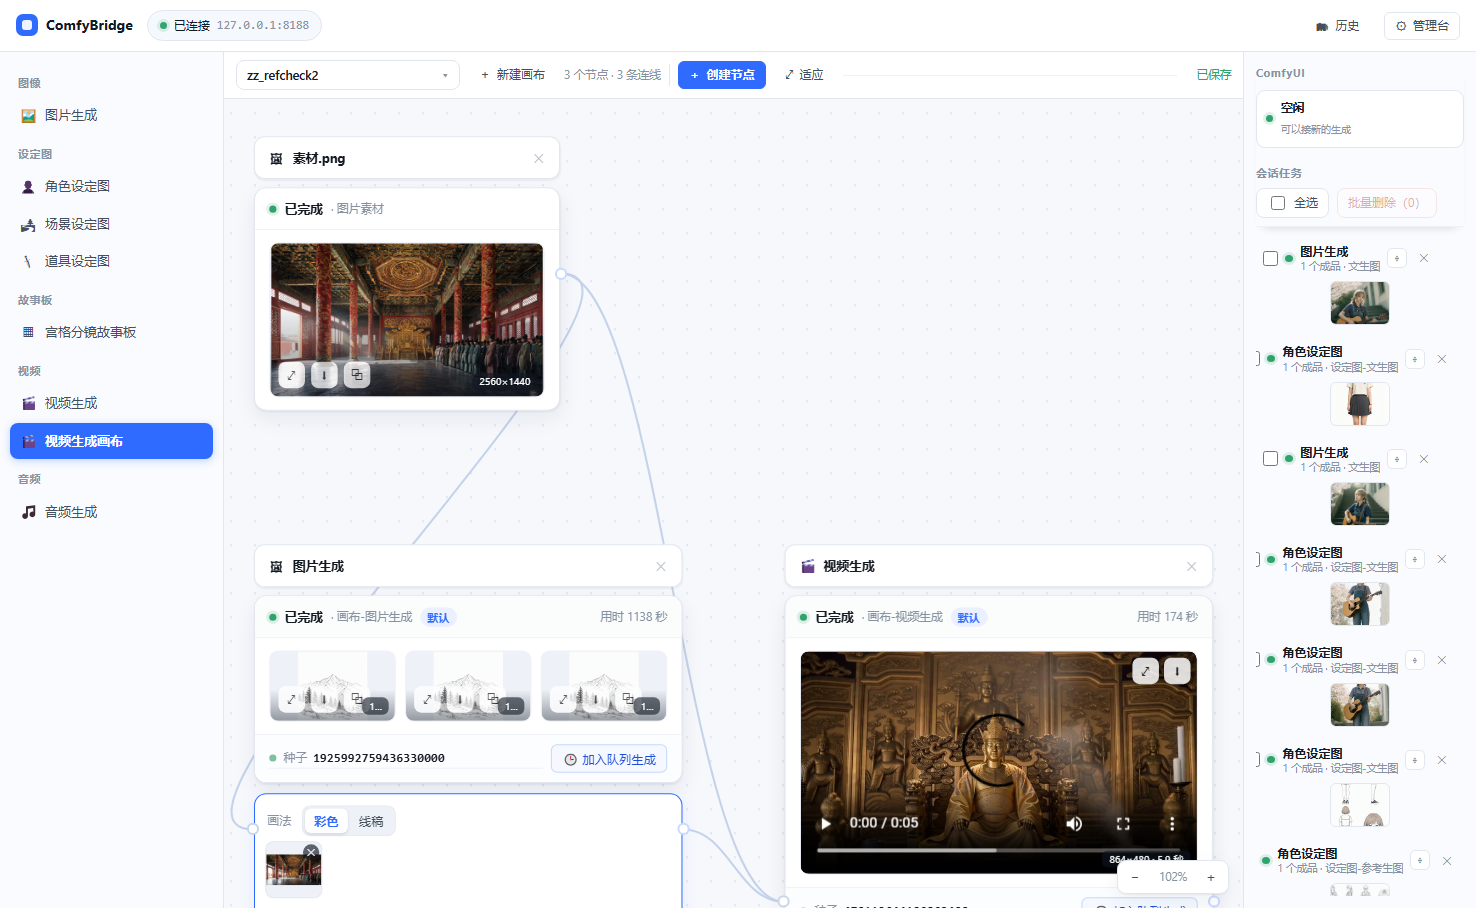 ComfyBridge
已连接 127.0.0.1:8188
历史
管理台
图像
图片生成
设定图
角色设定图
场景设定图
道具设定图
故事板
宫格分镜故事板
视频
视频生成
视频生成画布
音频
音频生成
zz_refcheck2
+ 新建画布
3 个节点 · 3 条连线
+ 创建节点
适应
已保存
素材.png
已完成 · 图片素材
2560×1440
图片生成
已完成 · 画布-图片生成 默认 用时 1138 秒
1...
1...
1...
种子 1925992759436330000
加入队列生成
画法 彩色 线稿
视频生成
已完成 · 画布-视频生成 默认 用时 174 秒
0:00 / 0:05
864×480 · 5.0 秒
− 102% +
ComfyUI
空闲
可以接新的生成
会话任务
全选
批量删除（0）
图片生成
1 个成品 · 文生图
角色设定图
1 个成品 · 设定图-文生图
图片生成
1 个成品 · 文生图
角色设定图
1 个成品 · 设定图-文生图
角色设定图
1 个成品 · 设定图-文生图
角色设定图
1 个成品 · 设定图-文生图
角色设定图
1 个成品 · 设定图-参考生图